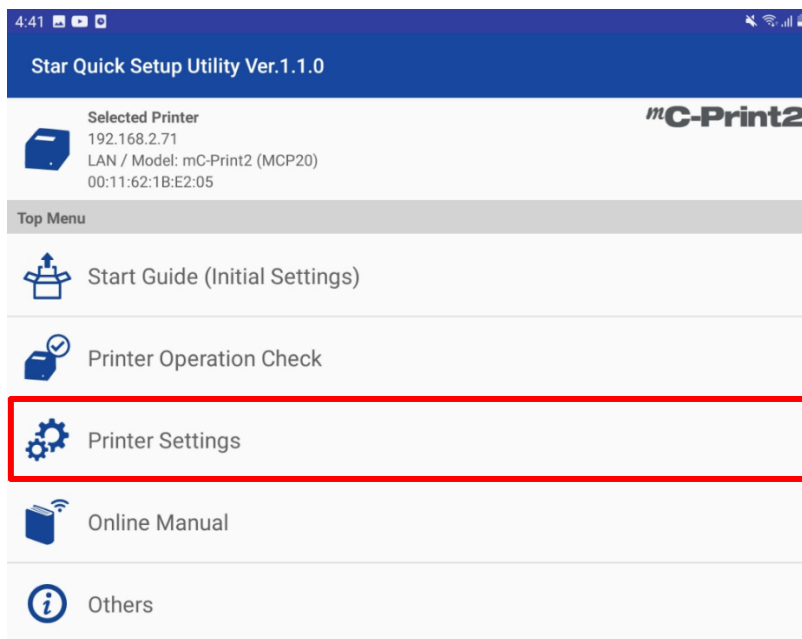 4:41
Star Quick Setup Utility Ver.1.1.0
Selected Printer
mC-Print2
192.168.2.71
LAN / Model: mC-Print2 (MCP20)
00:11:62:1B:E2:05
Top Menu
Start Guide (Initial Settings)
Printer Operation Check
Printer Settings
Online Manual
Others